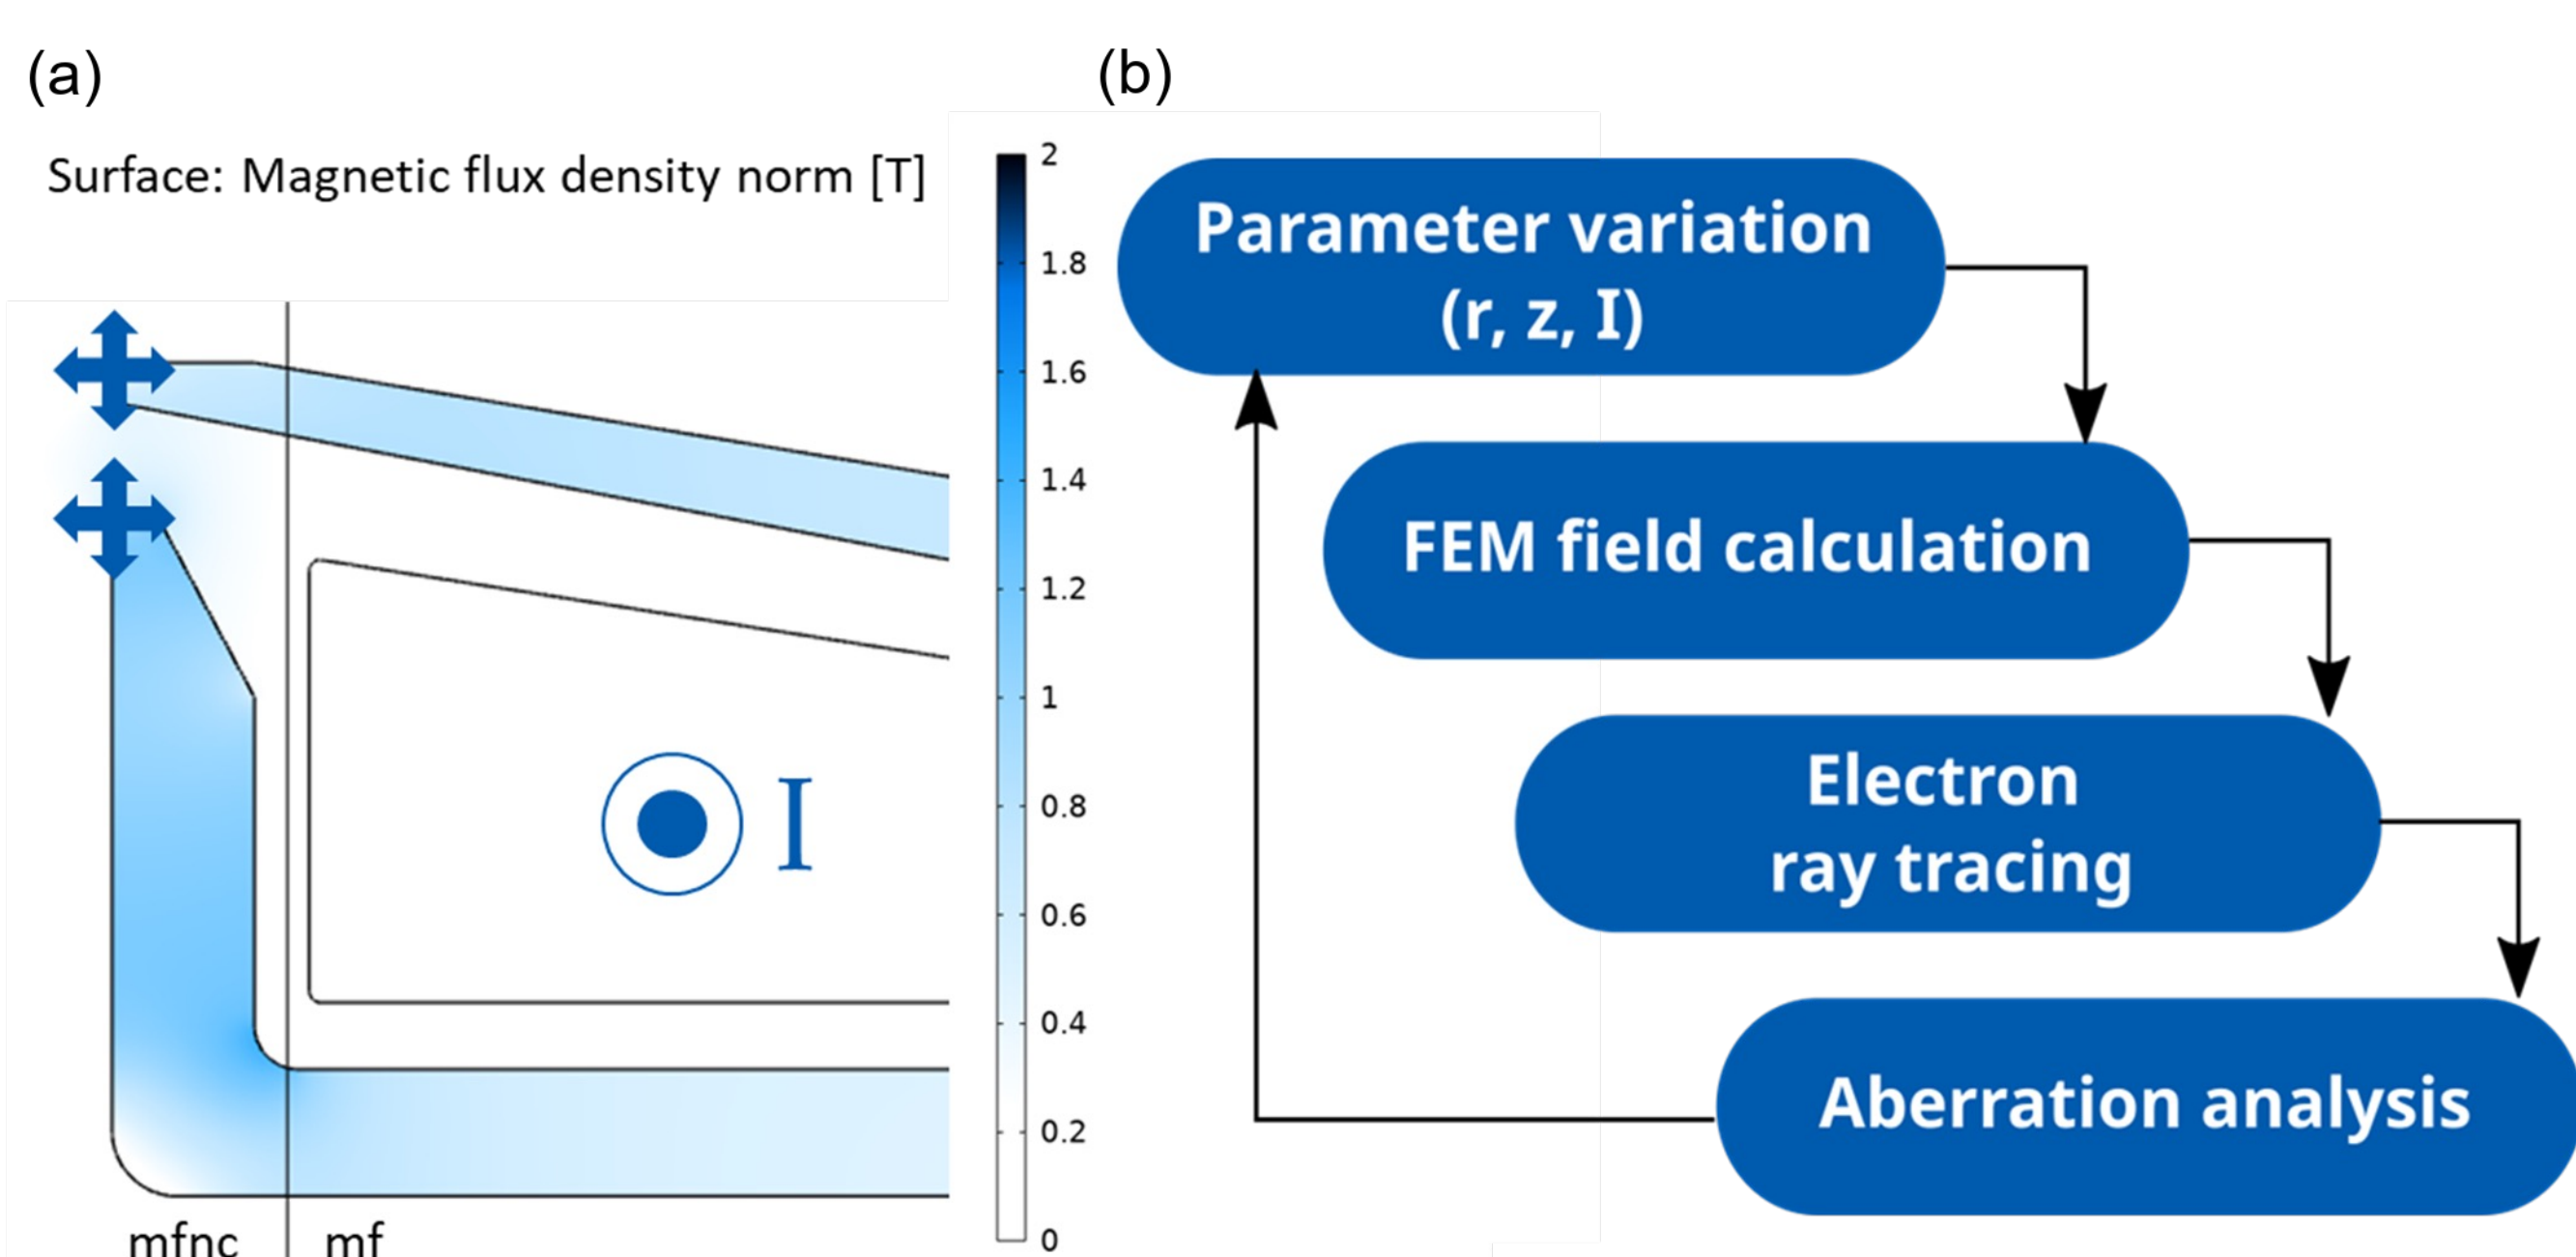 (a)
Surface: Magnetic flux density norm [T]
2
1.8
1.6
1.4
1.2
1
0.8
0.6
0.4
0.2
0
I
mfnc
mf
(b)
Parameter variation
(r, z, I)
FEM field calculation
Electron
ray tracing
Aberration analysis